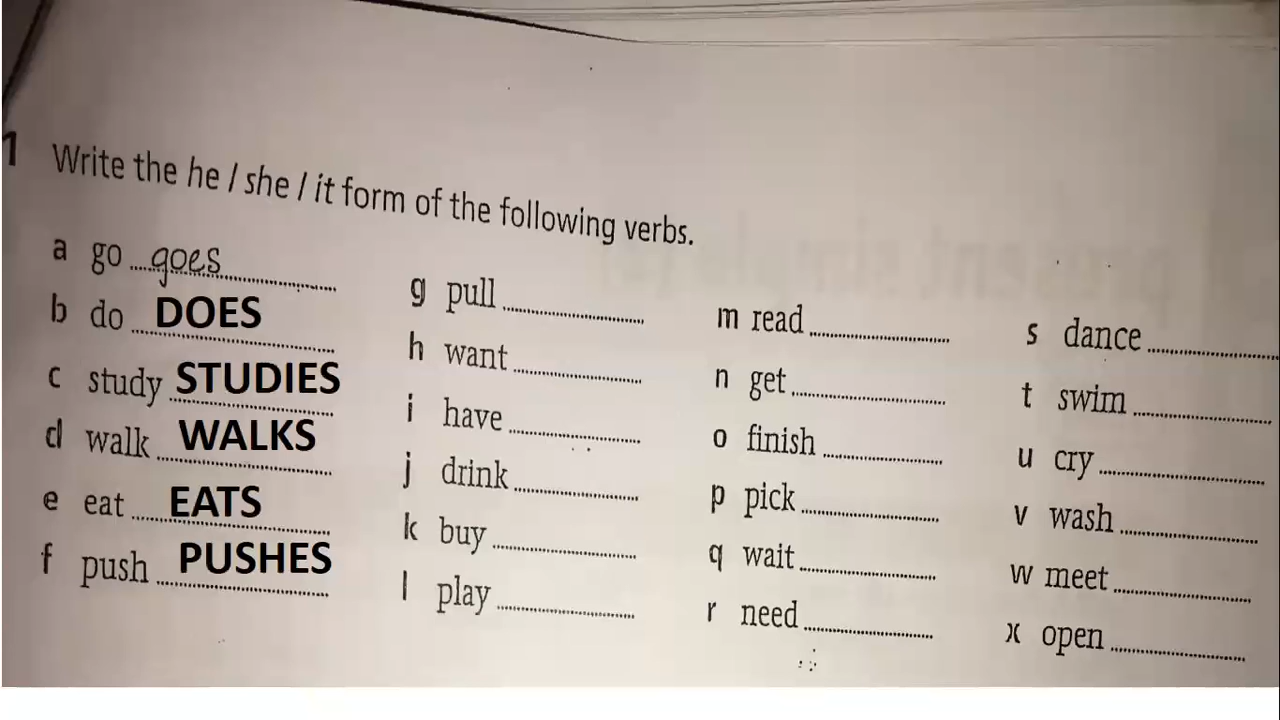 1 Write the he / she / it form of the following verbs.
a go goes
b do DOES
c study STUDIES
d walk WALKS
e eat EATS
f push PUSHES
g pull
h want
i have
j drink
k buy
l play
m read
n get
o finish
p pick
q wait
r need
s dance
t swim
u cry
v wash
w meet
x open